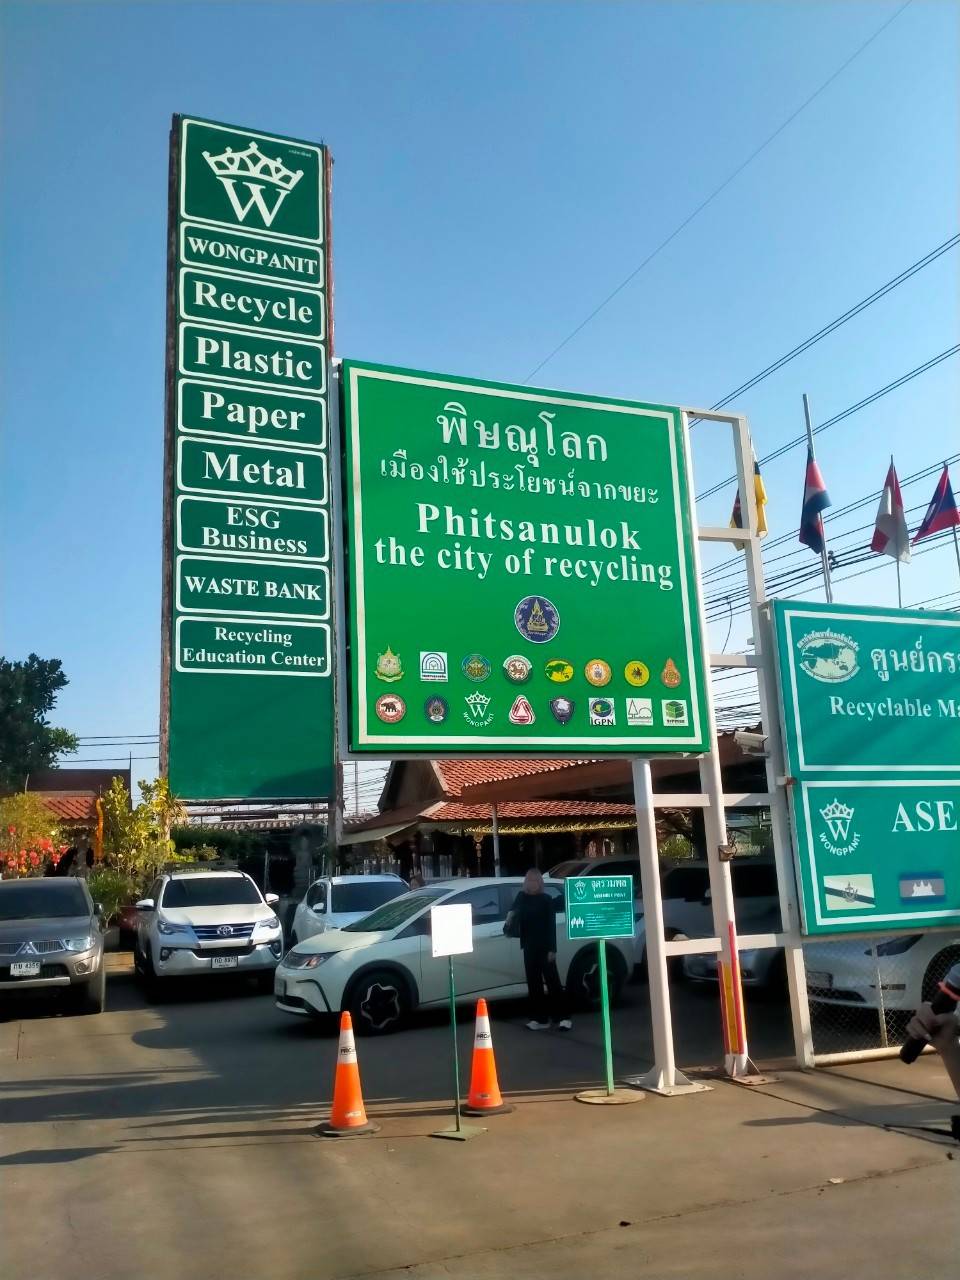 W
WONGPANIT
Recycle
Plastic
Paper
Metal
ESG
Business
WASTE BANK
Recycling
Education Center
พิษณุโลก
เมืองใช้ประโยชน์จากขยะ
Phitsanulok
the city of recycling
WONGPANIT
IGPN
ศูนย์กร
Recyclable Ma
W
WONGPANIT
ASE
จุดรวมพล
ASSEMBLY POINT